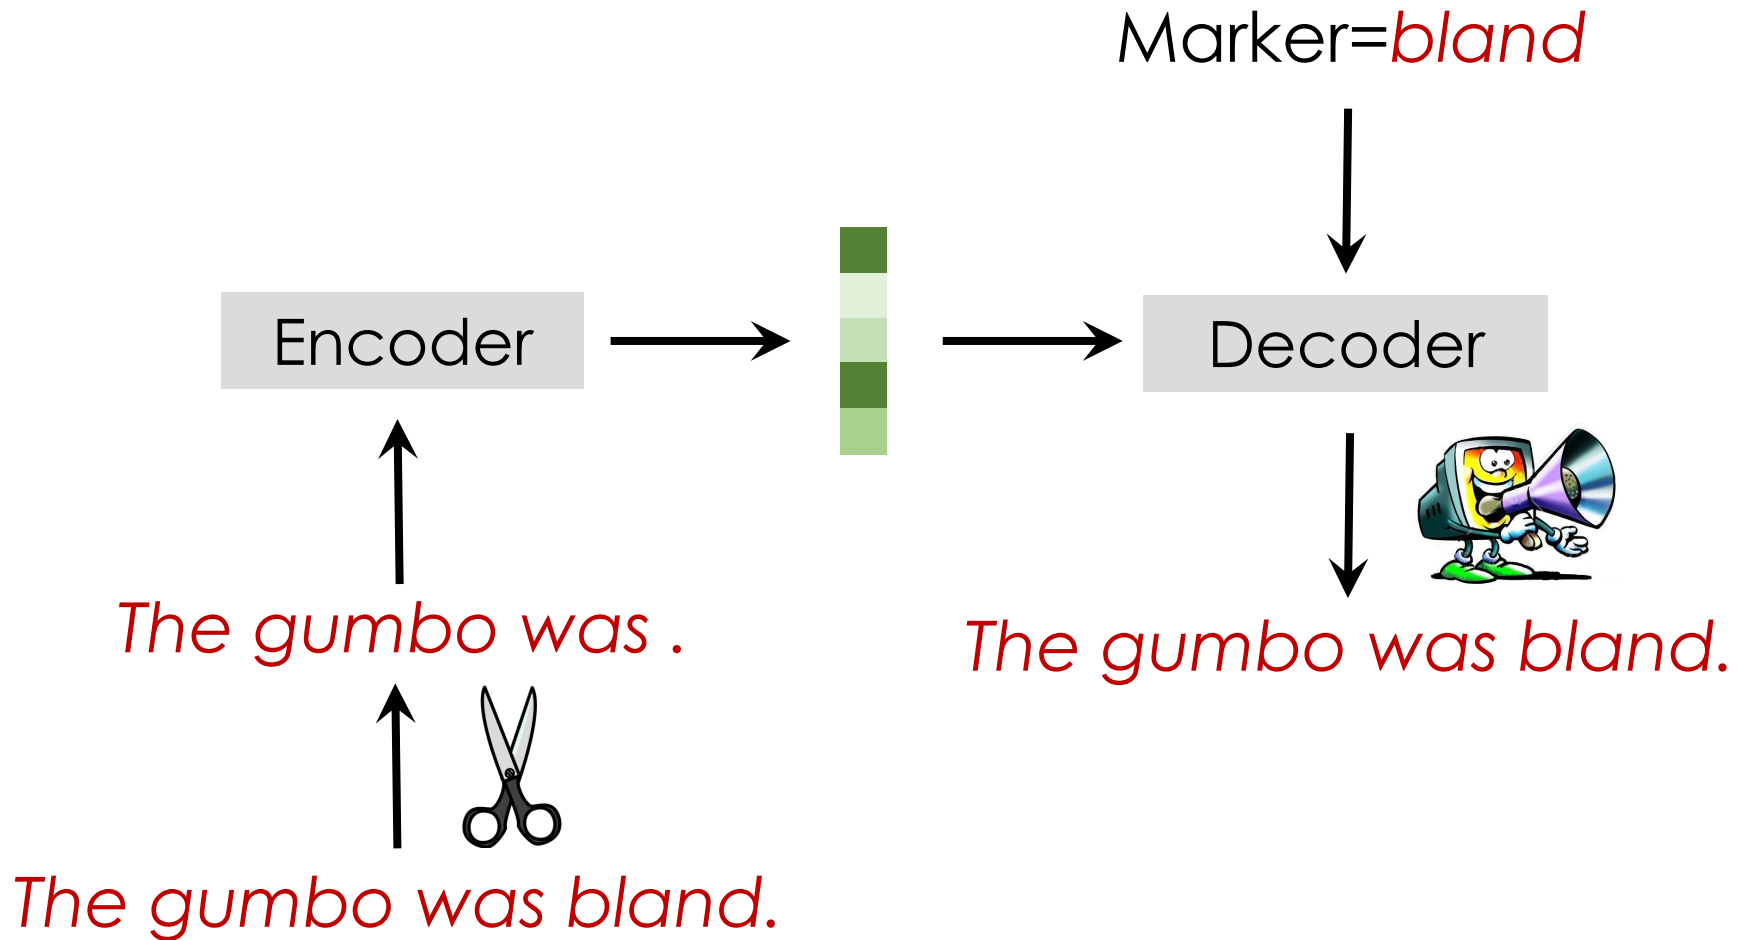 Marker=bland
Encoder
Decoder
The gumbo was .
The gumbo was bland.
The gumbo was bland.